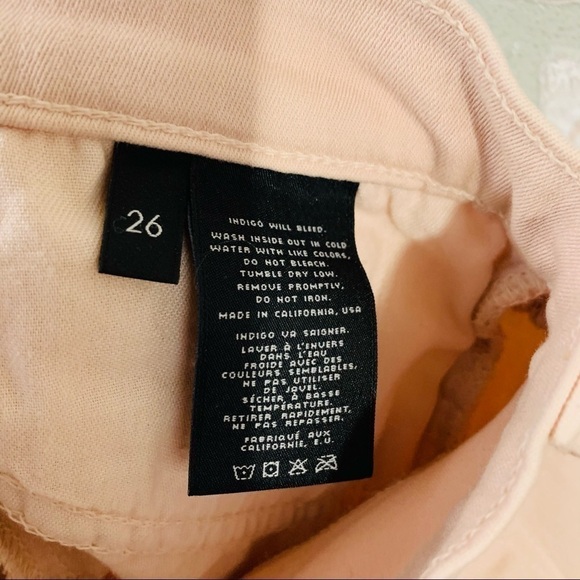 26
INDIGO WILL BLEED.
WASH INSIDE OUT IN COLD
WATER WITH LIKE COLORS,
DO NOT BLEACH.
TUMBLE DRY LOW.
REMOVE PROMPTLY,
DO NOT IRON.
MADE IN CALIFORNIA, USA
INDIGO VA SAIGNER.
LAVER À L'ENVERS
DANS L'EAU
FROIDE AVEC DES
COULEURS SEMBLABLES,
NE PAS UTILISER
DE JAVEL.
SÉCHER À BASSE
TEMPÉRATURE.
RETIRER RAPIDEMENT,
NE PAS REPASSER.
FABRIQUÉ AUX
CALIFORNIE, E.U.